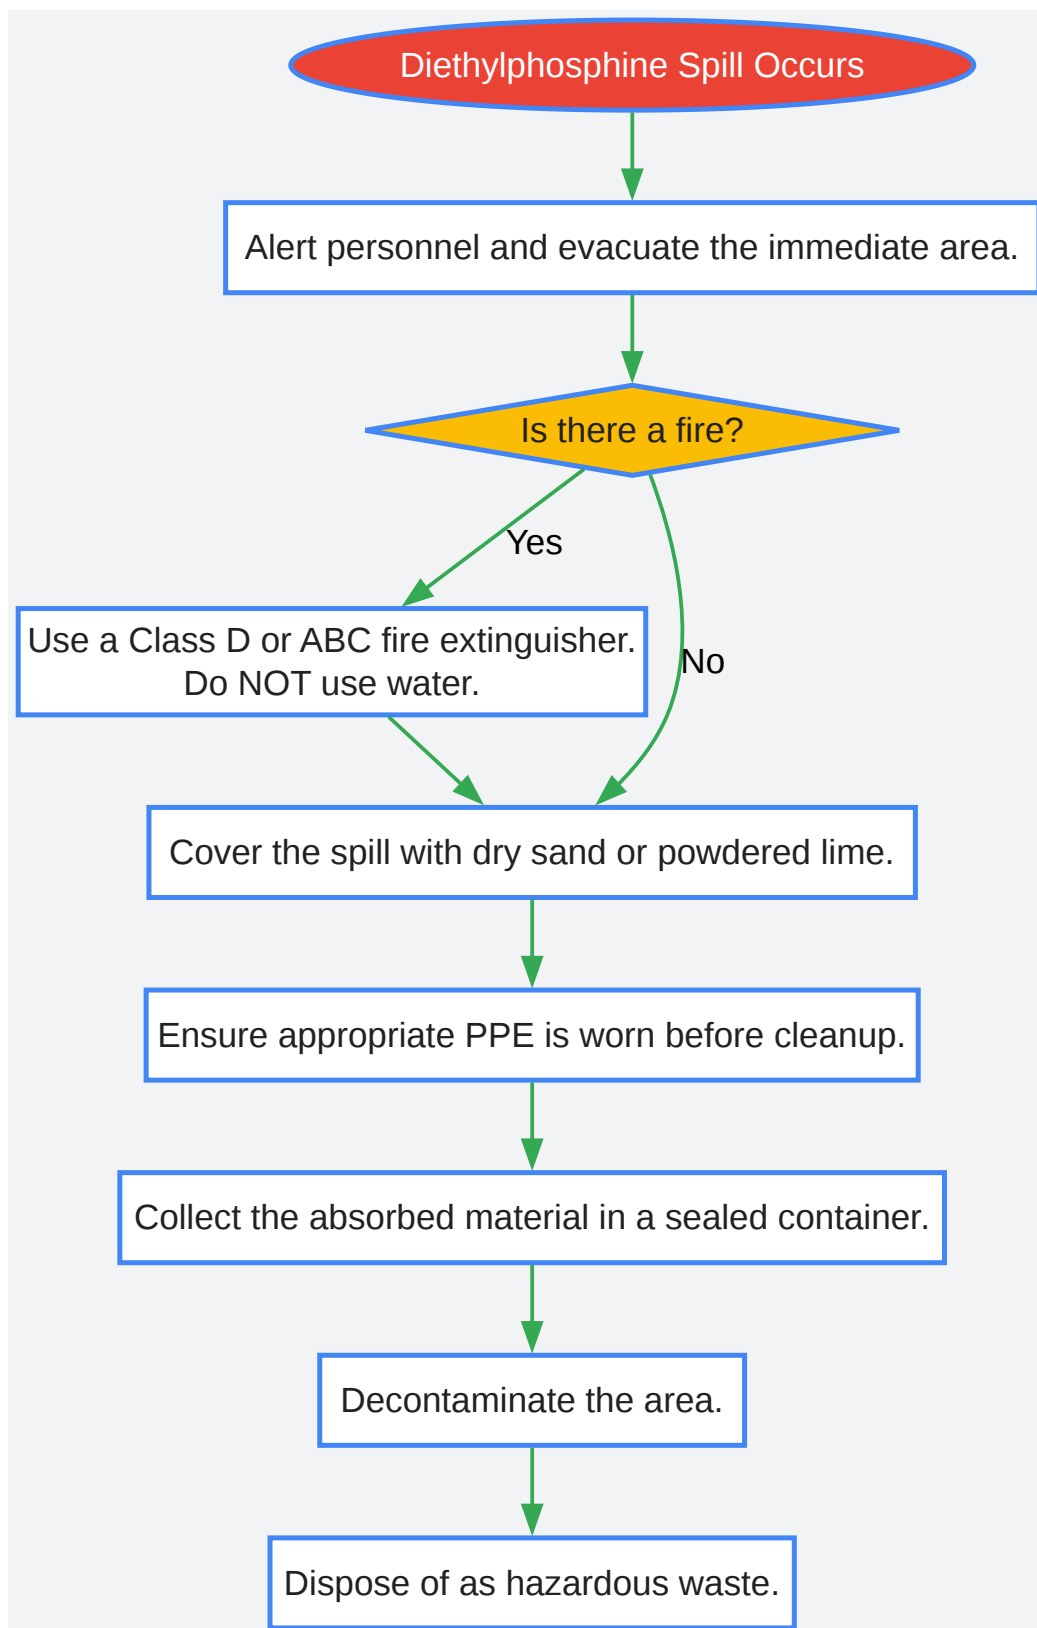 Diethylphosphine Spill Occurs
Alert personnel and evacuate the immediate area.
Is there a fire?
Yes
Use a Class D or ABC fire extinguisher.
Do NOT use water.
No
Cover the spill with dry sand or powdered lime.
Ensure appropriate PPE is worn before cleanup.
Collect the absorbed material in a sealed container.
Decontaminate the area.
Dispose of as hazardous waste.